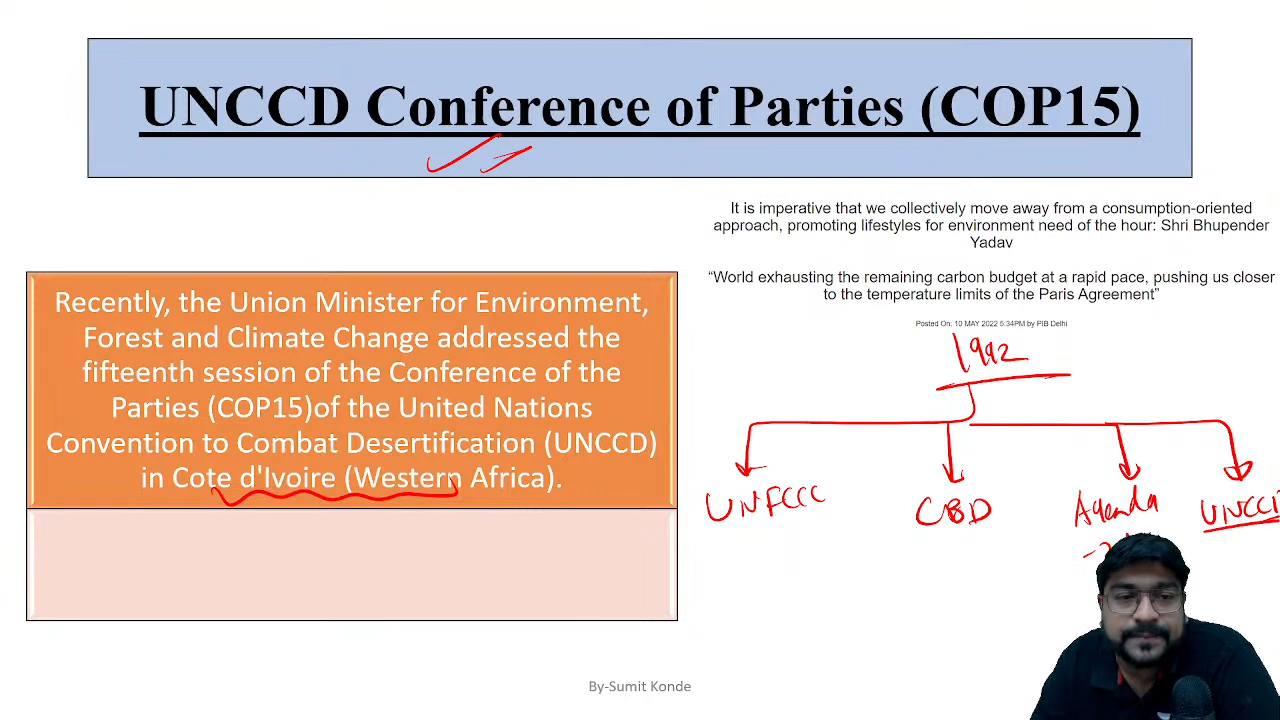 UNCCD Conference of Parties (COP15)
It is imperative that we collectively move away from a consumption-oriented
approach, promoting lifestyles for environment need of the hour: Shri Bhupender
Yadav
“World exhausting the remaining carbon budget at a rapid pace, pushing us closer
to the temperature limits of the Paris Agreement”
Posted On: 10 MAY 2022 5:34PM by PIB Delhi
Recently, the Union Minister for Environment,
Forest and Climate Change addressed the
fifteenth session of the Conference of the
Parties (COP15)of the United Nations
Convention to Combat Desertification (UNCCD)
in Cote d'Ivoire (Western Africa).
1992
UNFCCC
CBD
Agenda
UNCCD
By-Sumit Konde